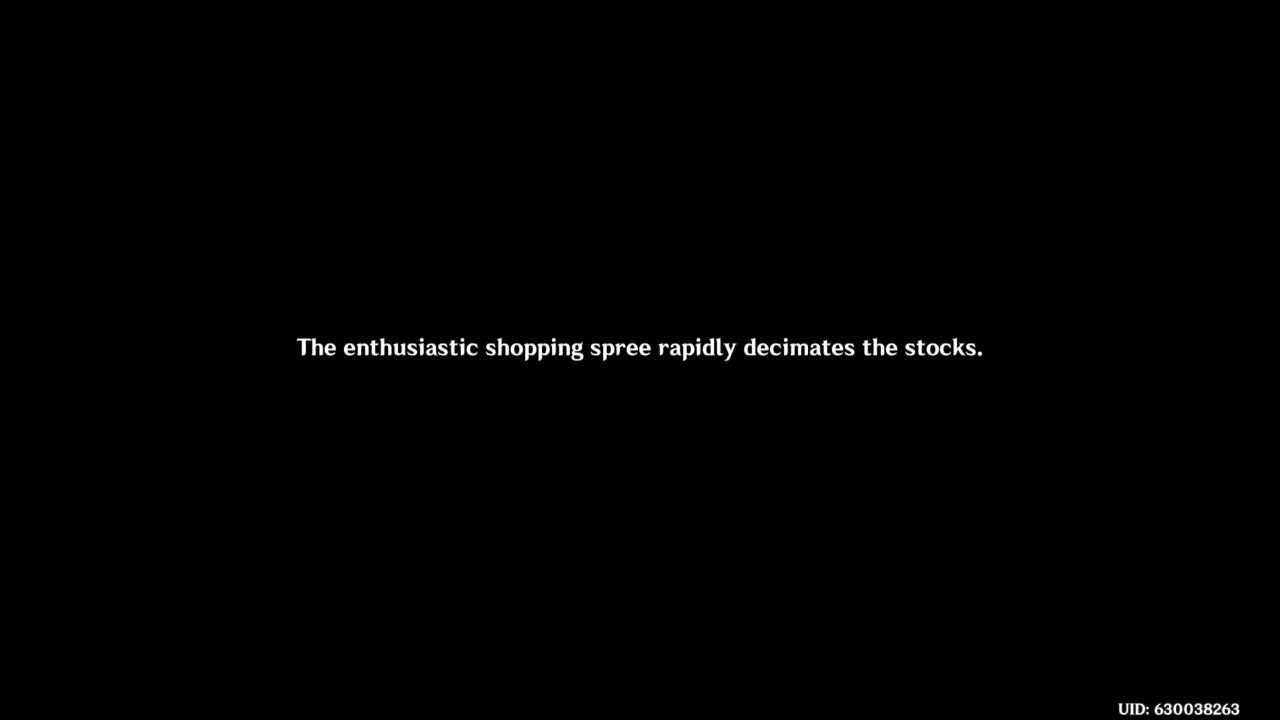 The enthusiastic shopping spree rapidly decimates the stocks.
UID: 630038263